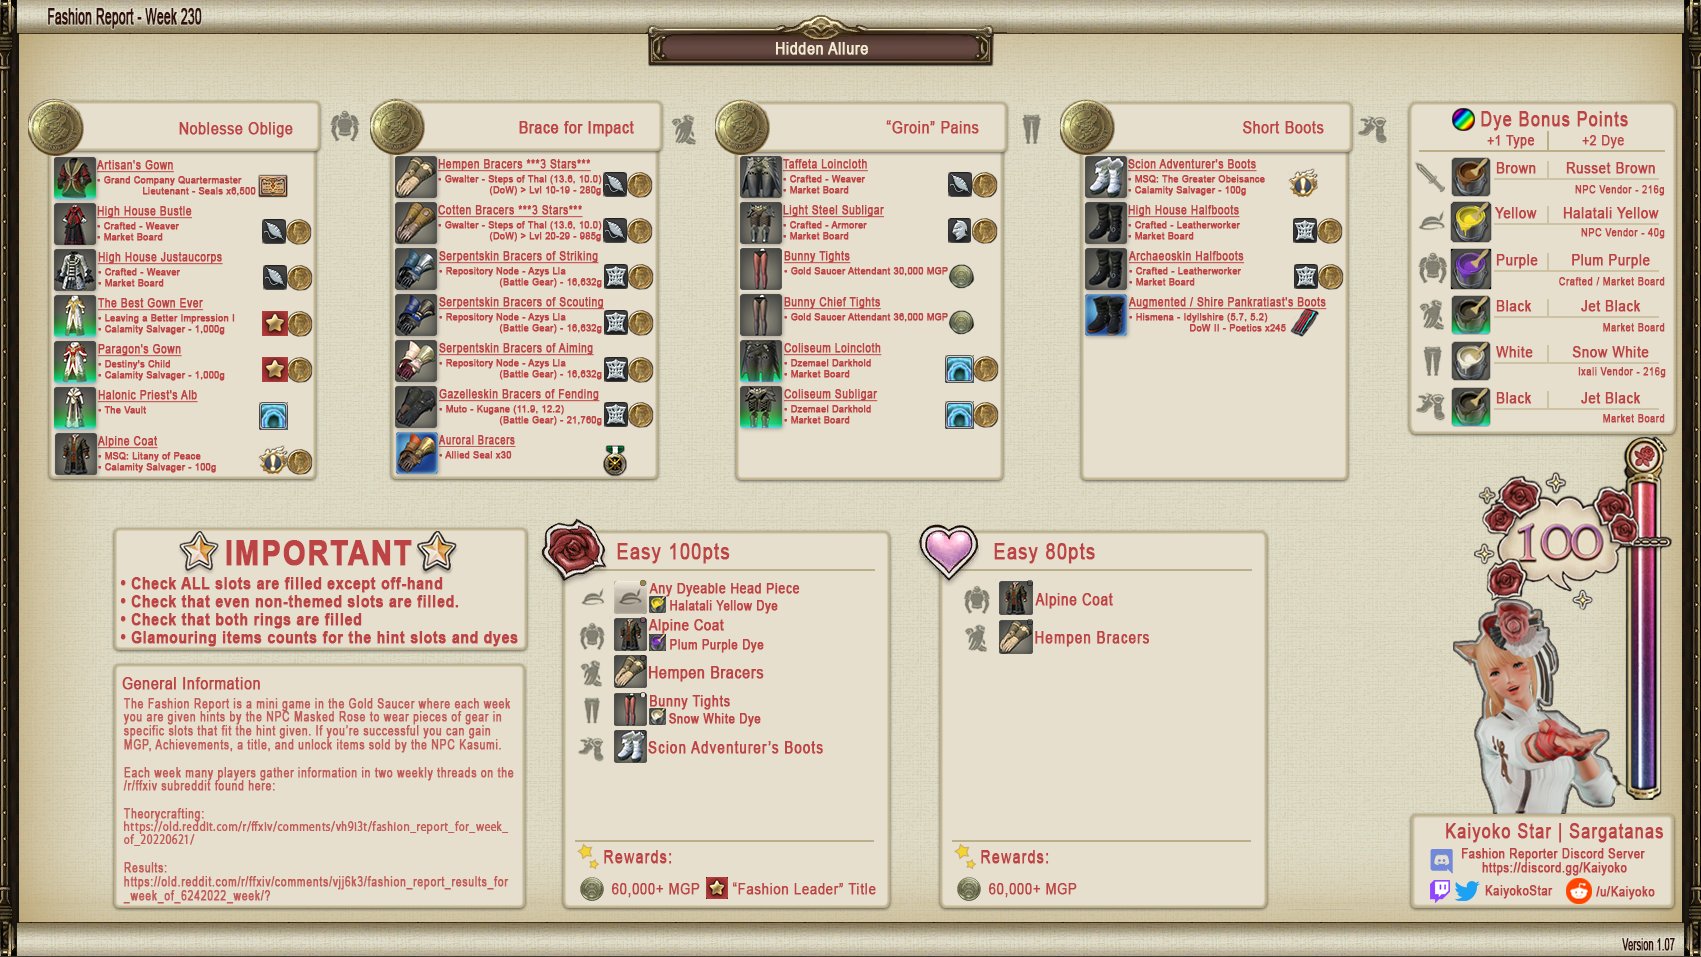 Fashion Report - Week 230
Hidden Allure
Noblesse Oblige
Artisan's Gown
• Grand Company Quartermaster
Lieutenant - Seals x6,500
High House Bustle
• Crafted - Weaver
• Market Board
High House Justaucorps
• Crafted - Weaver
• Market Board
The Best Gown Ever
• Leaving a Better Impression I
• Calamity Salvager - 1,000g
Paragon's Gown
• Destiny's Child
• Calamity Salvager - 1,000g
Halonic Priest's Alb
• The Vault
Alpine Coat
• MSQ: Litany of Peace
• Calamity Salvager - 100g
Brace for Impact
Hempen Bracers ***3 Stars***
• Gwalter - Steps of Thal (13.6, 10.0)
(DoW) > Lvl 10-19 - 280g
Cotten Bracers ***3 Stars***
• Gwalter - Steps of Thal (13.6, 10.0)
(DoW) > Lvl 20-29 - 985g
Serpentskin Bracers of Striking
• Repository Node - Azys Lla
(Battle Gear) - 16,632g
Serpentskin Bracers of Scouting
• Repository Node - Azys Lla
(Battle Gear) - 16,632g
Serpentskin Bracers of Aiming
• Repository Node - Azys Lla
(Battle Gear) - 16,632g
Gazelleskin Bracers of Fending
• Muto - Kugane (11.9, 12.2)
(Battle Gear) - 21,760g
Auroral Bracers
• Allied Seal x30
“Groin” Pains
Taffeta Loincloth
• Crafted - Weaver
• Market Board
Light Steel Subligar
• Crafted - Armorer
• Market Board
Bunny Tights
• Gold Saucer Attendant 30,000 MGP
Bunny Chief Tights
• Gold Saucer Attendant 36,000 MGP
Coliseum Loincloth
• Dzemael Darkhold
• Market Board
Coliseum Subligar
• Dzemael Darkhold
• Market Board
Short Boots
Scion Adventurer's Boots
• MSQ: The Greater Obeisance
• Calamity Salvager - 100g
High House Halfboots
• Crafted - Leatherworker
• Market Board
Archaeoskin Halfboots
• Crafted - Leatherworker
• Market Board
Augmented / Shire Pankratiast's Boots
• Hismena - Idyllshire (5.7, 5.2)
DoW II - Poetics x245
Dye Bonus Points
+1 Type | +2 Dye
Brown Russet Brown
NPC Vendor - 216g
Yellow Halatali Yellow
NPC Vendor - 40g
Purple Plum Purple
Crafted / Market Board
Black Jet Black
Market Board
White Snow White
Ixali Vendor - 216g
Black Jet Black
Market Board
IMPORTANT
• Check ALL slots are filled except off-hand
• Check that even non-themed slots are filled.
• Check that both rings are filled
• Glamouring items counts for the hint slots and dyes
General Information
The Fashion Report is a mini game in the Gold Saucer where each week
you are given hints by the NPC Masked Rose to wear pieces of gear in
specific slots that fit the hint given. If you're successful you can gain
MGP, Achievements, a title, and unlock items sold by the NPC Kasumi.
Each week many players gather information in two weekly threads on the
/r/ffxiv subreddit found here:
Theorycrafting:
https://old.reddit.com/r/ffxiv/comments/vh9i3t/fashion_report_for_week_
of_20220621/
Results:
https://old.reddit.com/r/ffxiv/comments/vjj6k3/fashion_report_results_for
_week_of_6242022_week/?
Easy 100pts
Any Dyeable Head Piece
Halatali Yellow Dye
Alpine Coat
Plum Purple Dye
Hempen Bracers
Bunny Tights
Snow White Dye
Scion Adventurer's Boots
Rewards:
60,000+ MGP “Fashion Leader” Title
Easy 80pts
Alpine Coat
Hempen Bracers
Rewards:
60,000+ MGP
100
Kaiyoko Star | Sargatanas
Fashion Reporter Discord Server
https://discord.gg/Kaiyoko
KaiyokoStar /u/Kaiyoko
Version 1.07